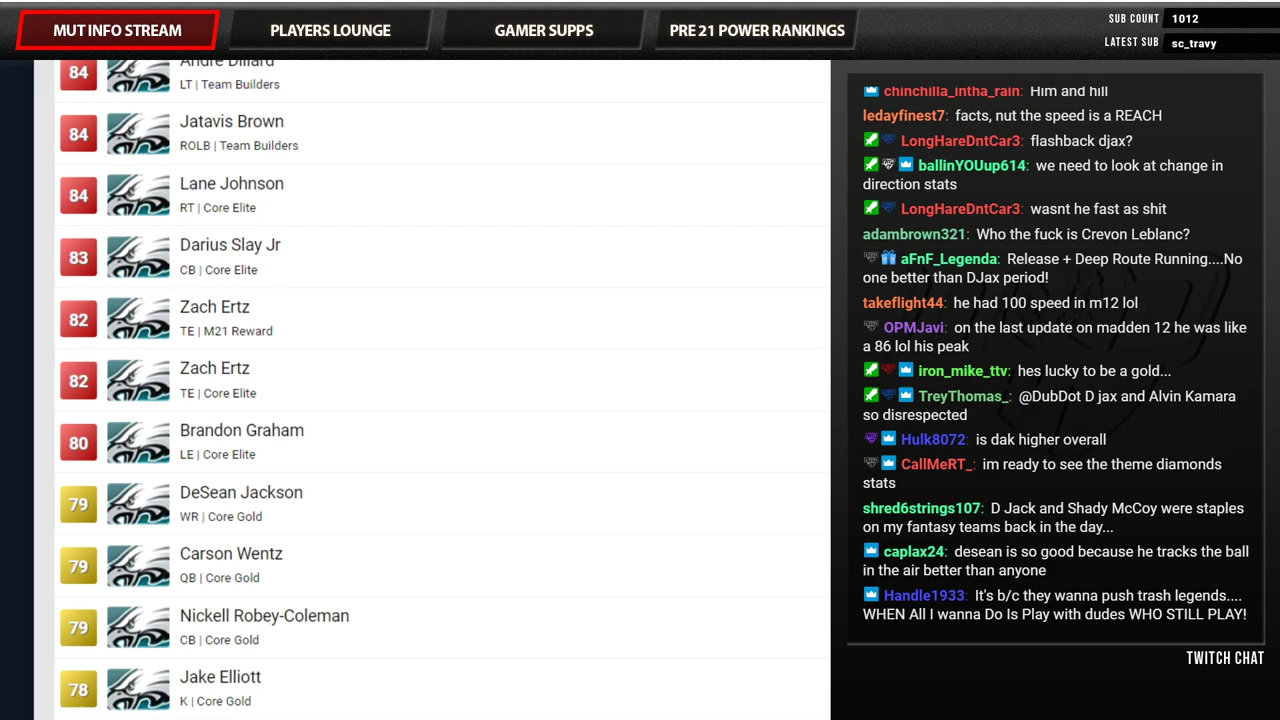 MUT INFO STREAM
PLAYERS LOUNGE
GAMER SUPPS
PRE 21 POWER RANKINGS
SUB COUNT 1012
LATEST SUB sc_travy
84 Andre Dillard
LT | Team Builders
84 Jatavis Brown
ROLB | Team Builders
84 Lane Johnson
RT | Core Elite
83 Darius Slay Jr
CB | Core Elite
82 Zach Ertz
TE | M21 Reward
82 Zach Ertz
TE | Core Elite
80 Brandon Graham
LE | Core Elite
79 DeSean Jackson
WR | Core Gold
79 Carson Wentz
QB | Core Gold
79 Nickell Robey-Coleman
CB | Core Gold
78 Jake Elliott
K | Core Gold
chinchilla_intha_rain: Him and hill
ledayfinest7: facts, nut the speed is a REACH
LongHareDntCar3: flashback djax?
ballinYOUup614: we need to look at change in
direction stats
LongHareDntCar3: wasnt he fast as shit
adambrown321: Who the fuck is Crevon Leblanc?
aFnF_Legenda: Release + Deep Route Running....No
one better than DJax period!
takeflight44: he had 100 speed in m12 lol
OPMJavi: on the last update on madden 12 he was like
a 86 lol his peak
iron_mike_ttv: hes lucky to be a gold...
TreyThomas_: @DubDot D jax and Alvin Kamara
so disrespected
Hulk8072: is dak higher overall
CallMeRT_: im ready to see the theme diamonds
stats
shred6strings107: D Jack and Shady McCoy were staples
on my fantasy teams back in the day...
caplax24: desean is so good because he tracks the ball
in the air better than anyone
Handle1933: It's b/c they wanna push trash legends....
WHEN All I wanna Do Is Play with dudes WHO STILL PLAY!
TWITCH CHAT